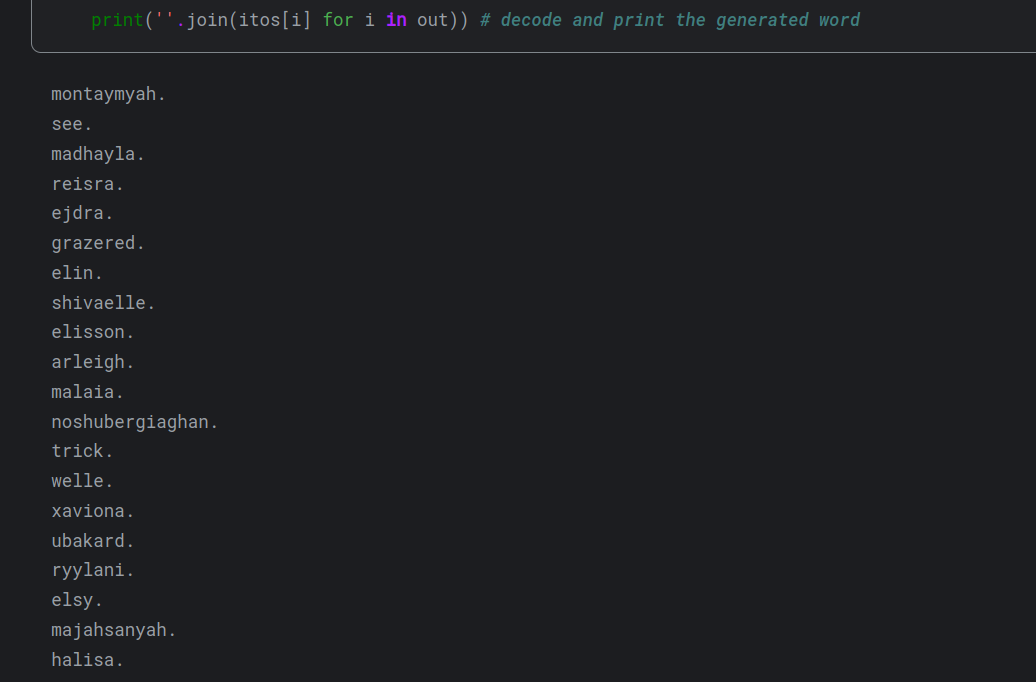 print(''.join(itos[i] for i in out)) # decode and print the generated word
montaymyah.
see.
madhayla.
reisra.
ejdra.
grazered.
elin.
shivaelle.
elisson.
arleigh.
malaia.
noshubergiaghan.
trick.
welle.
xaviona.
ubakard.
ryylani.
elsy.
majahsanyah.
halisa.